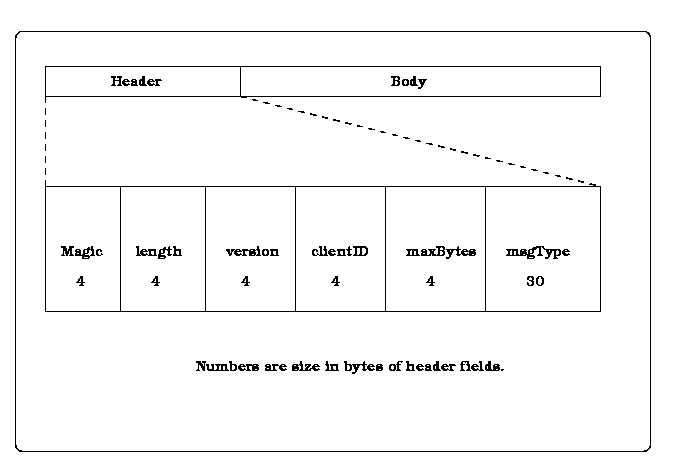 Header Body
Magic length version clientID maxBytes msgType
4 4 4 4 4 30
Numbers are size in bytes of header fields.